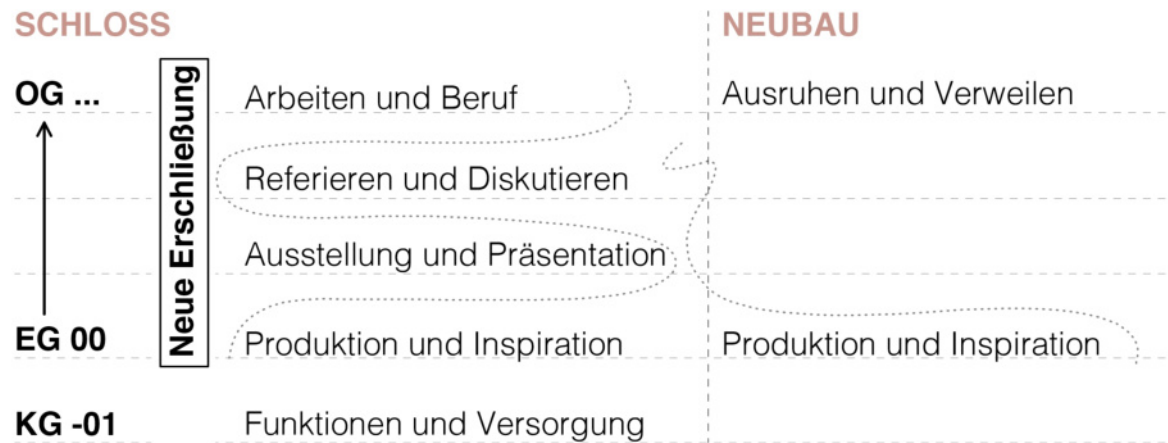 SCHLOSS
NEUBAU
OG ...
Neue Erschließung
Arbeiten und Beruf
Ausruhen und Verweilen
Referieren und Diskutieren
Ausstellung und Präsentation
EG 00
Produktion und Inspiration
Produktion und Inspiration
KG -01
Funktionen und Versorgung